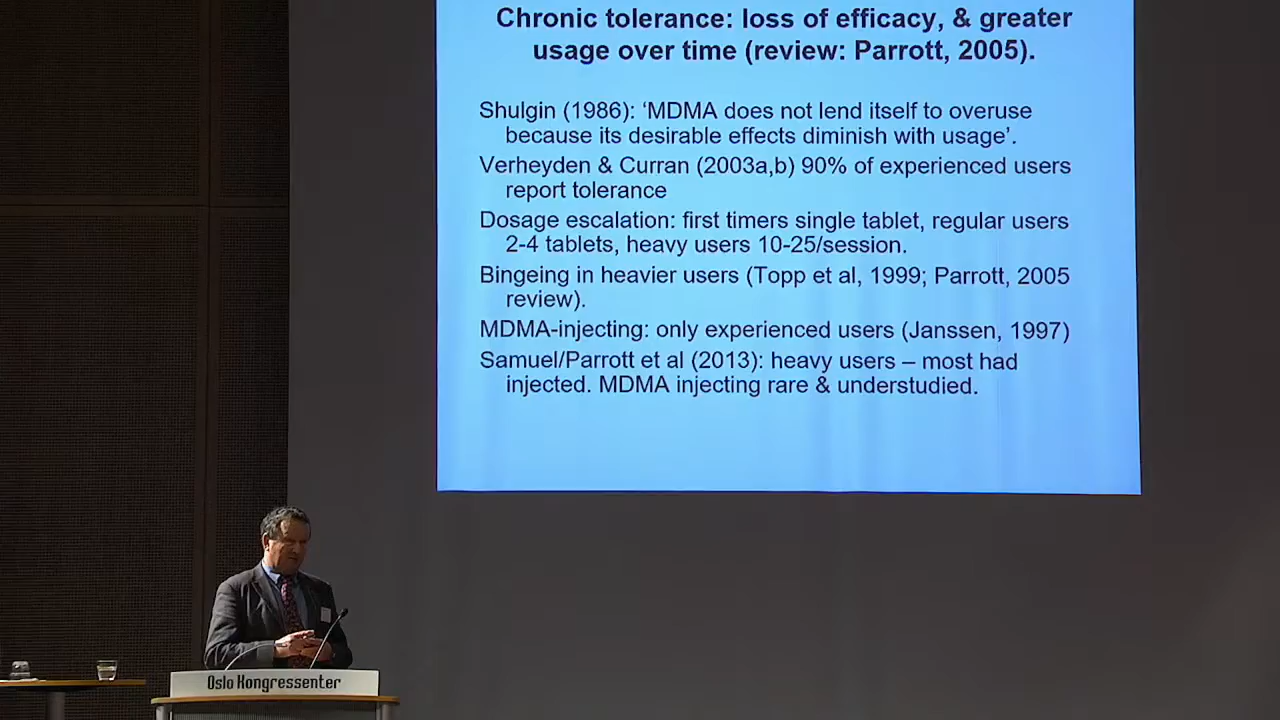 Chronic tolerance: loss of efficacy, & greater
usage over time (review: Parrott, 2005).
Shulgin (1986): ‘MDMA does not lend itself to overuse
because its desirable effects diminish with usage’.
Verheyden & Curran (2003a,b) 90% of experienced users
report tolerance
Dosage escalation: first timers single tablet, regular users
2-4 tablets, heavy users 10-25/session.
Bingeing in heavier users (Topp et al, 1999; Parrott, 2005
review).
MDMA-injecting: only experienced users (Janssen, 1997)
Samuel/Parrott et al (2013): heavy users – most had
injected. MDMA injecting rare & understudied.
Oslo Kongressenter